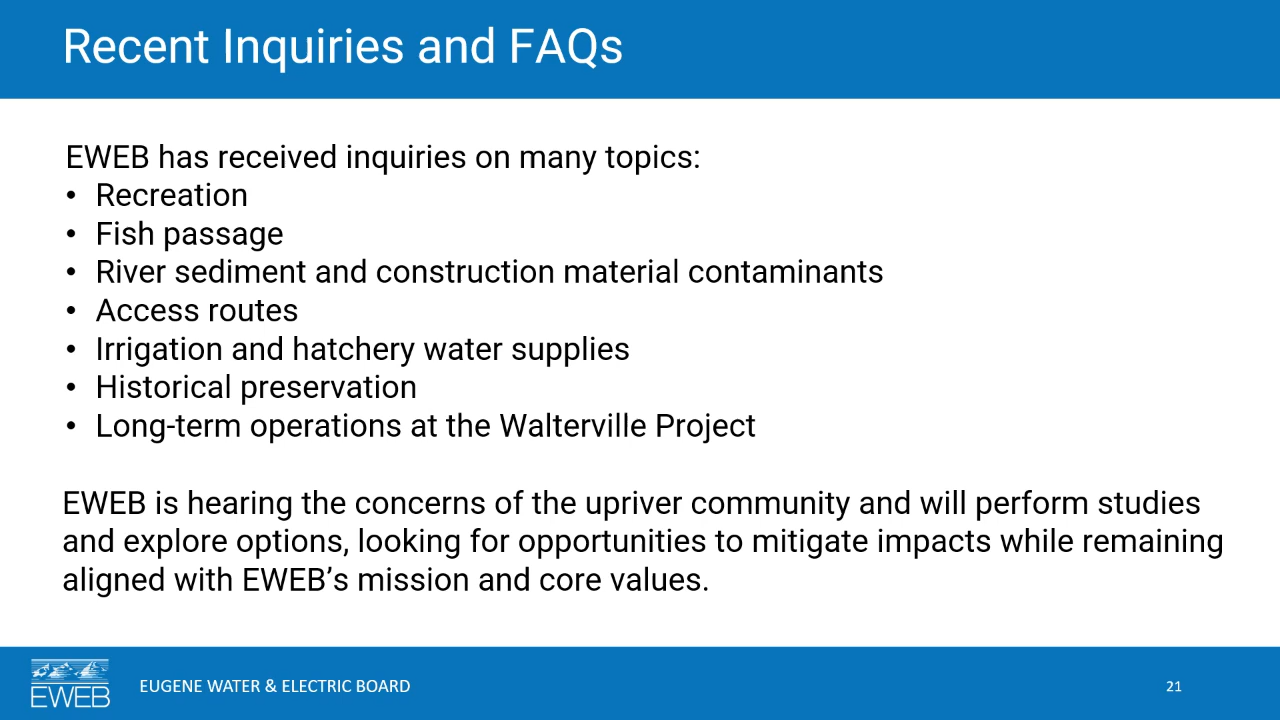 Recent Inquiries and FAQs
EWEB has received inquiries on many topics:
• Recreation
• Fish passage
• River sediment and construction material contaminants
• Access routes
• Irrigation and hatchery water supplies
• Historical preservation
• Long-term operations at the Walterville Project
EWEB is hearing the concerns of the upriver community and will perform studies
and explore options, looking for opportunities to mitigate impacts while remaining
aligned with EWEB’s mission and core values.
EWEB
EUGENE WATER & ELECTRIC BOARD
21